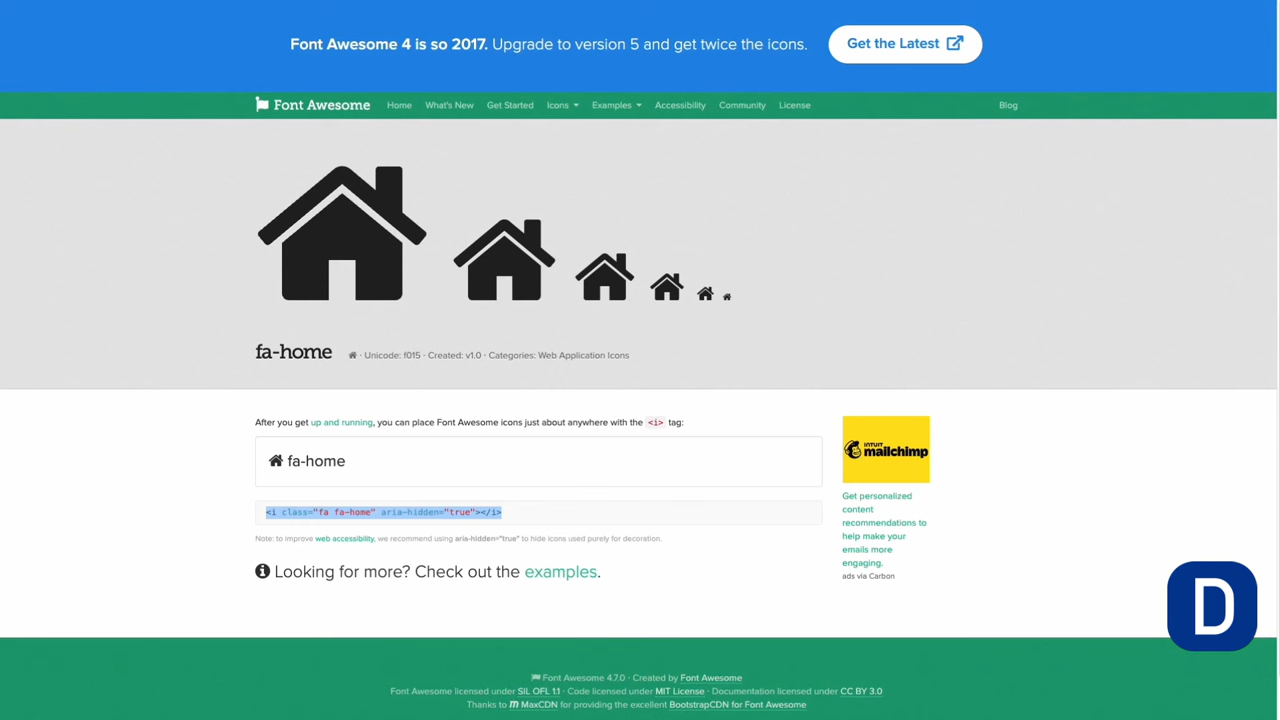 Font Awesome 4 is so 2017. Upgrade to version 5 and get twice the icons. Get the Latest
Font Awesome Home What's New Get Started Icons Examples Accessibility Community License Blog
fa-home · Unicode: f015 · Created: v1.0 · Categories: Web Application Icons
After you get up and running, you can place Font Awesome icons just about anywhere with the <i> tag:
fa-home
<i class="fa fa-home" aria-hidden="true"></i>
Note: to improve web accessibility, we recommend using aria-hidden="true" to hide icons used purely for decoration.
Looking for more? Check out the examples.
INTUIT
mailchimp
Get personalized
content
recommendations to
help make your
emails more
engaging.
ads via Carbon
D
Font Awesome 4.7.0 · Created by Font Awesome
Font Awesome licensed under SIL OFL 1.1 · Code licensed under MIT License · Documentation licensed under CC BY 3.0
Thanks to MaxCDN for providing the excellent BootstrapCDN for Font Awesome